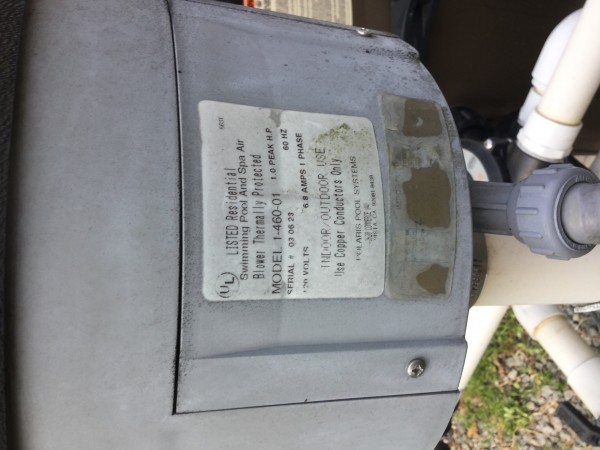 UL LISTED Residential
Swimming Pool And Spa Air
Blower Thermally Protected
MODEL 1-460-01 1.0 PEAK H.P.
SERIAL # 03 06 23 60 HZ
120 VOLTS 6.8 AMPS 1 PHASE
INDOOR/OUTDOOR USE
Use Copper Conductors Only
POLARIS POOL SYSTEMS
VISTA, CA